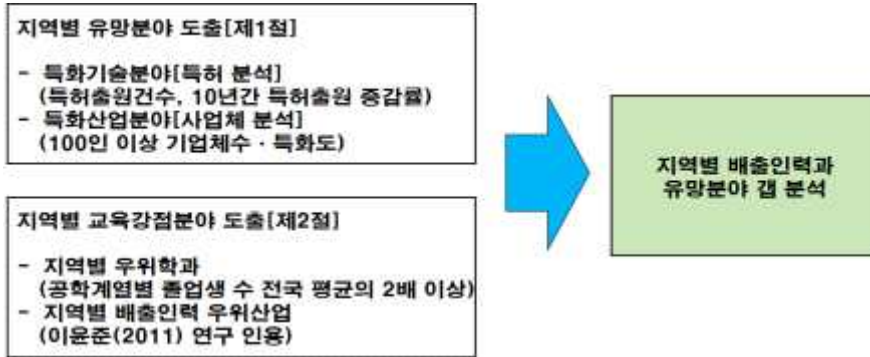 지역별 유망분야 도출[제1절]
- 특화기술분야[특허 분석]
(특허출원건수, 10년간 특허출원 증감률)
- 특화산업분야[사업체 분석]
(100인 이상 기업체수 · 특화도)
지역별 교육강점분야 도출[제2절]
- 지역별 우위학과
(공학계열별 졸업생 수 전국 평균의 2배 이상)
- 지역별 배출인력 우위산업
(이윤준(2011) 연구 인용)
지역별 배출인력과
유망분야 갭 분석